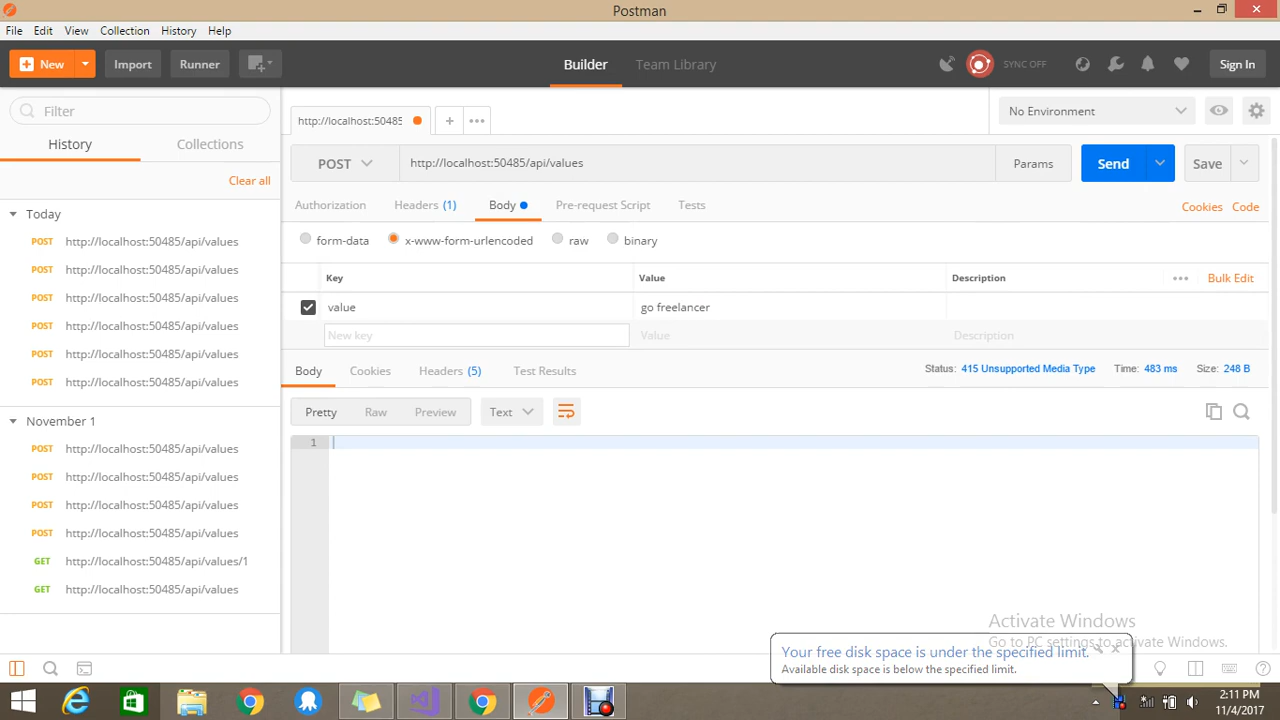 Postman
File Edit View Collection History Help
New Import Runner Builder Team Library SYNC OFF Sign In
Filter
History Collections
Clear all
Today
POST http://localhost:50485/api/values
POST http://localhost:50485/api/values
POST http://localhost:50485/api/values
POST http://localhost:50485/api/values
POST http://localhost:50485/api/values
POST http://localhost:50485/api/values
November 1
POST http://localhost:50485/api/values
POST http://localhost:50485/api/values
POST http://localhost:50485/api/values
POST http://localhost:50485/api/values
GET http://localhost:50485/api/values/1
GET http://localhost:50485/api/values
http://localhost:50485 + ••• No Environment
POST http://localhost:50485/api/values Params Send Save
Authorization Headers (1) Body Pre-request Script Tests Cookies Code
form-data x-www-form-urlencoded raw binary
Key Value Description ••• Bulk Edit
value go freelancer
New key Value Description
Body Cookies Headers (5) Test Results Status: 415 Unsupported Media Type Time: 483 ms Size: 248 B
Pretty Raw Preview Text
1
Activate Windows
Go to PC settings to activate Windows.
Your free disk space is under the specified limit.
Available disk space is below the specified limit.
2:11 PM
11/4/2017